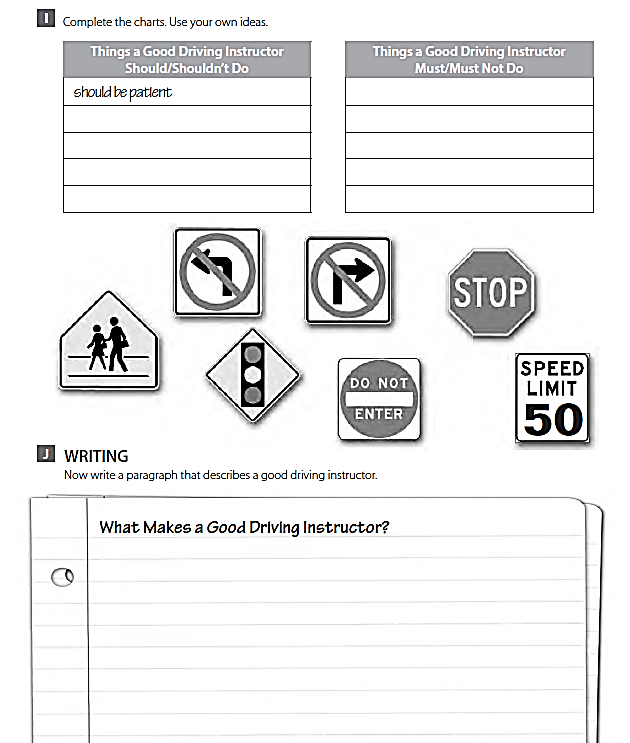 I Complete the charts. Use your own ideas.
Things a Good Driving Instructor
Should/Shouldn't Do
should be patient
Things a Good Driving Instructor
Must/Must Not Do
STOP
DO NOT
ENTER
SPEED
LIMIT
50
J WRITING
Now write a paragraph that describes a good driving instructor.
What Makes a Good Driving Instructor?